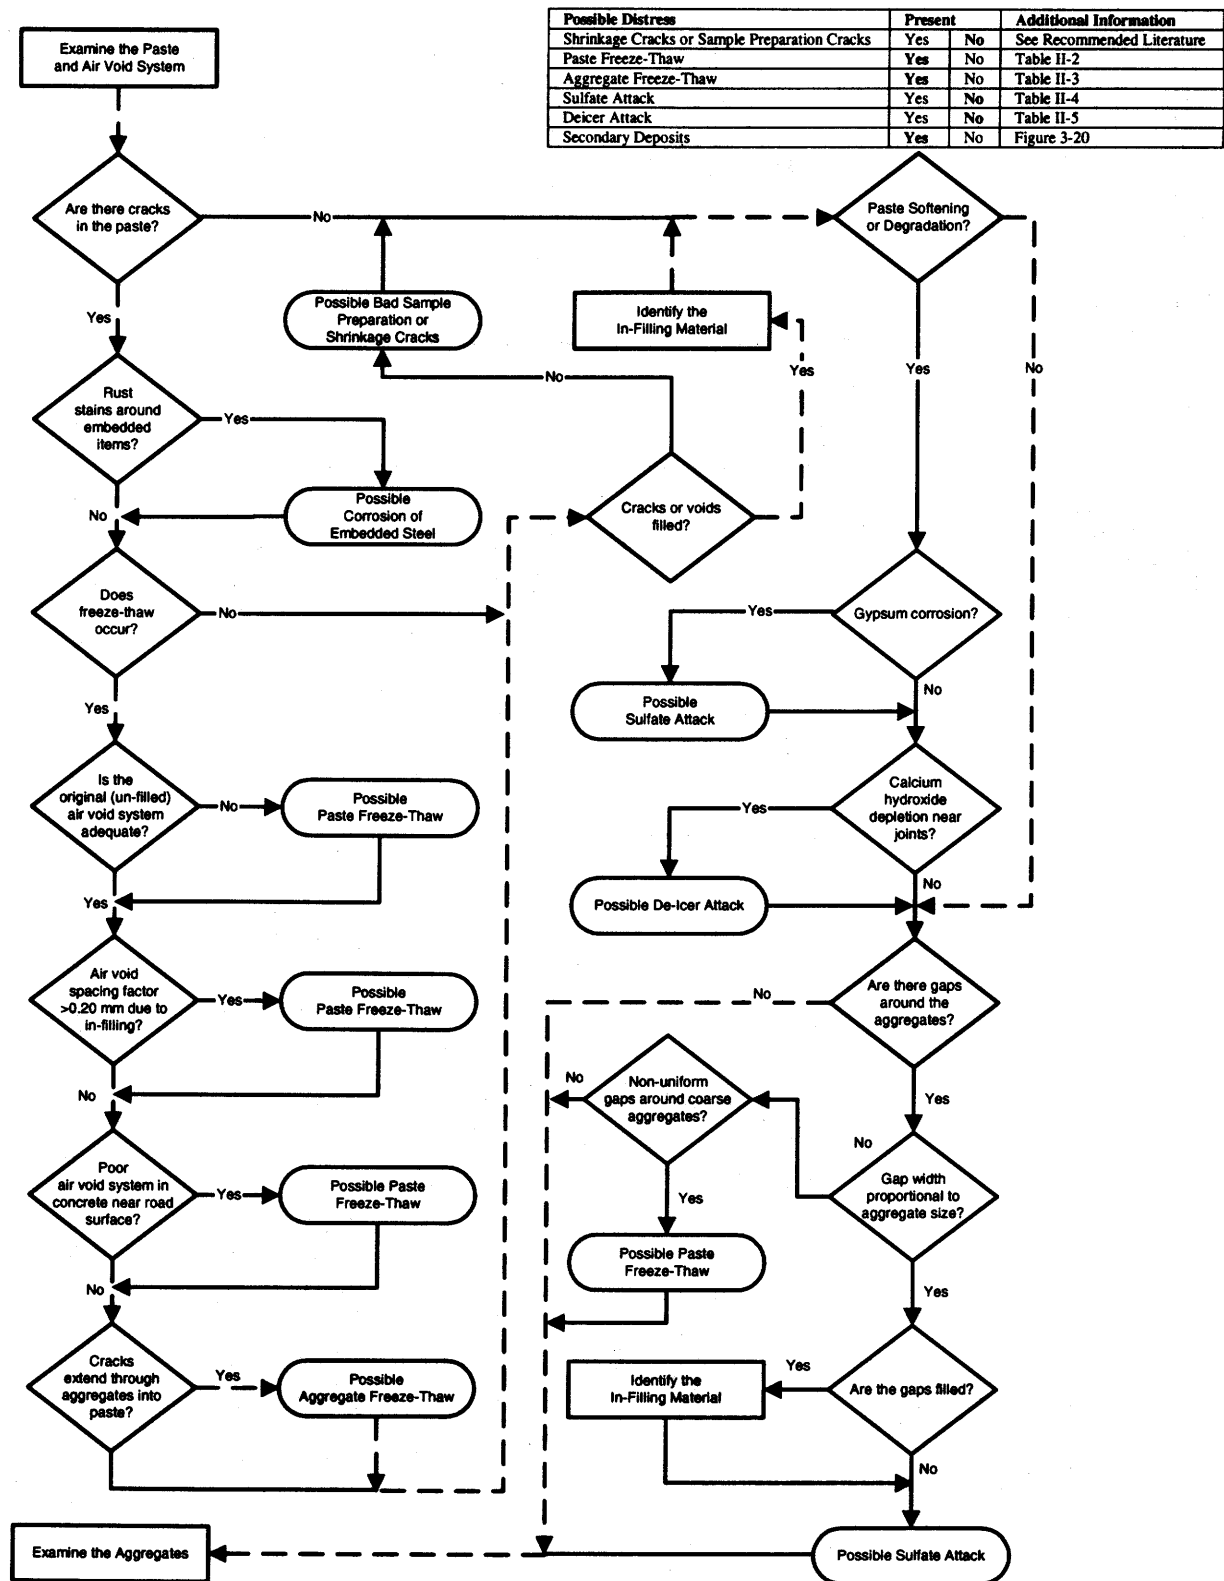 Possible Distress Present Additional Information
Shrinkage Cracks or Sample Preparation Cracks Yes No See Recommended Literature
Paste Freeze-Thaw Yes No Table II-2
Aggregate Freeze-Thaw Yes No Table II-3
Sulfate Attack Yes No Table II-4
Deicer Attack Yes No Table II-5
Secondary Deposits Yes No Figure 3-20
Examine the Paste
and Air Void System
Are there cracks
in the paste?
No
Yes
Rust
stains around
embedded
items?
Yes
No
Possible
Corrosion of
Embedded Steel
Does
freeze-thaw
occur?
No
Yes
Is the
original (un-filled)
air void system
adequate?
No
Possible
Paste Freeze-Thaw
Yes
Air void
spacing factor
>0.20 mm due to
in-filling?
Yes
Possible
Paste Freeze-Thaw
No
Poor
air void system in
concrete near road
surface?
Yes
Possible Paste
Freeze-Thaw
No
Cracks
extend through
aggregates into
paste?
Yes
Possible
Aggregate Freeze-Thaw
Possible Bad Sample
Preparation or
Shrinkage Cracks
No
Identify the
In-Filling Material
Yes
Cracks or voids
filled?
Paste Softening
or Degradation?
Yes
No
Gypsum corrosion?
Yes
Possible
Sulfate Attack
No
Calcium
hydroxide
depletion near
joints?
Yes
Possible De-Icer Attack
No
Are there gaps
around the
aggregates?
No
Yes
Gap width
proportional to
aggregate size?
No
Non-uniform
gaps around coarse
aggregates?
No
Yes
Possible Paste
Freeze-Thaw
Yes
Are the gaps filled?
Yes
Identify the
In-Filling Material
No
Possible Sulfate Attack
Examine the Aggregates